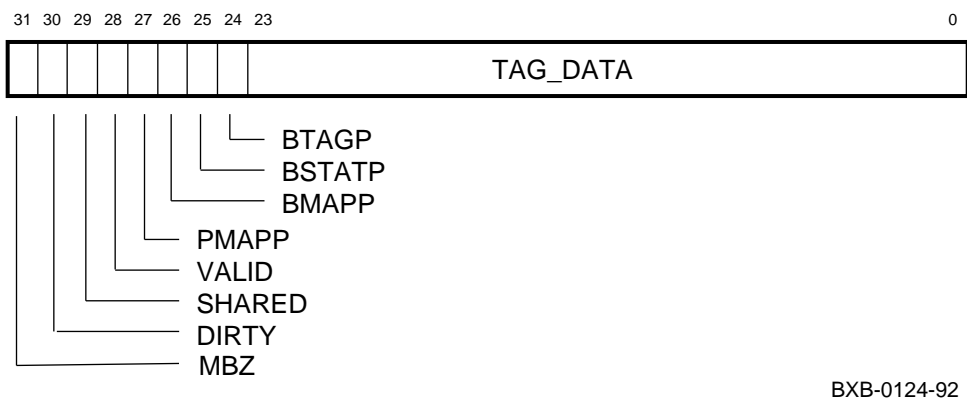 31 30 29 28 27 26 25 24 23 0
TAG_DATA
BTAGP
BSTATP
BMAPP
PMAPP
VALID
SHARED
DIRTY
MBZ
BXB-0124-92